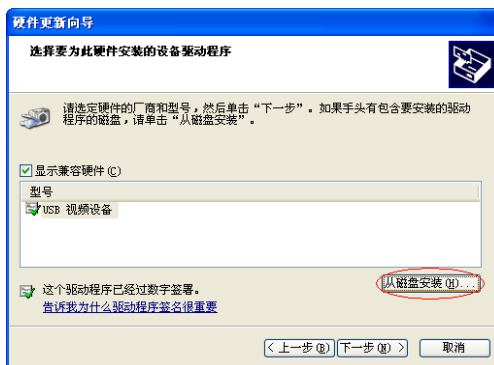 硬件更新向导
选择要为此硬件安装的设备驱动程序
请选定硬件的厂商和型号，然后单击“下一步”。如果手头有包含要安装的驱动
程序的磁盘，请单击“从磁盘安装”。
显示兼容硬件(C)
型号
USB 视频设备
这个驱动程序已经过数字签署。
从磁盘安装(H)...
告诉我为什么驱动程序签名很重要
< 上一步(B) 下一步(N) > 取消